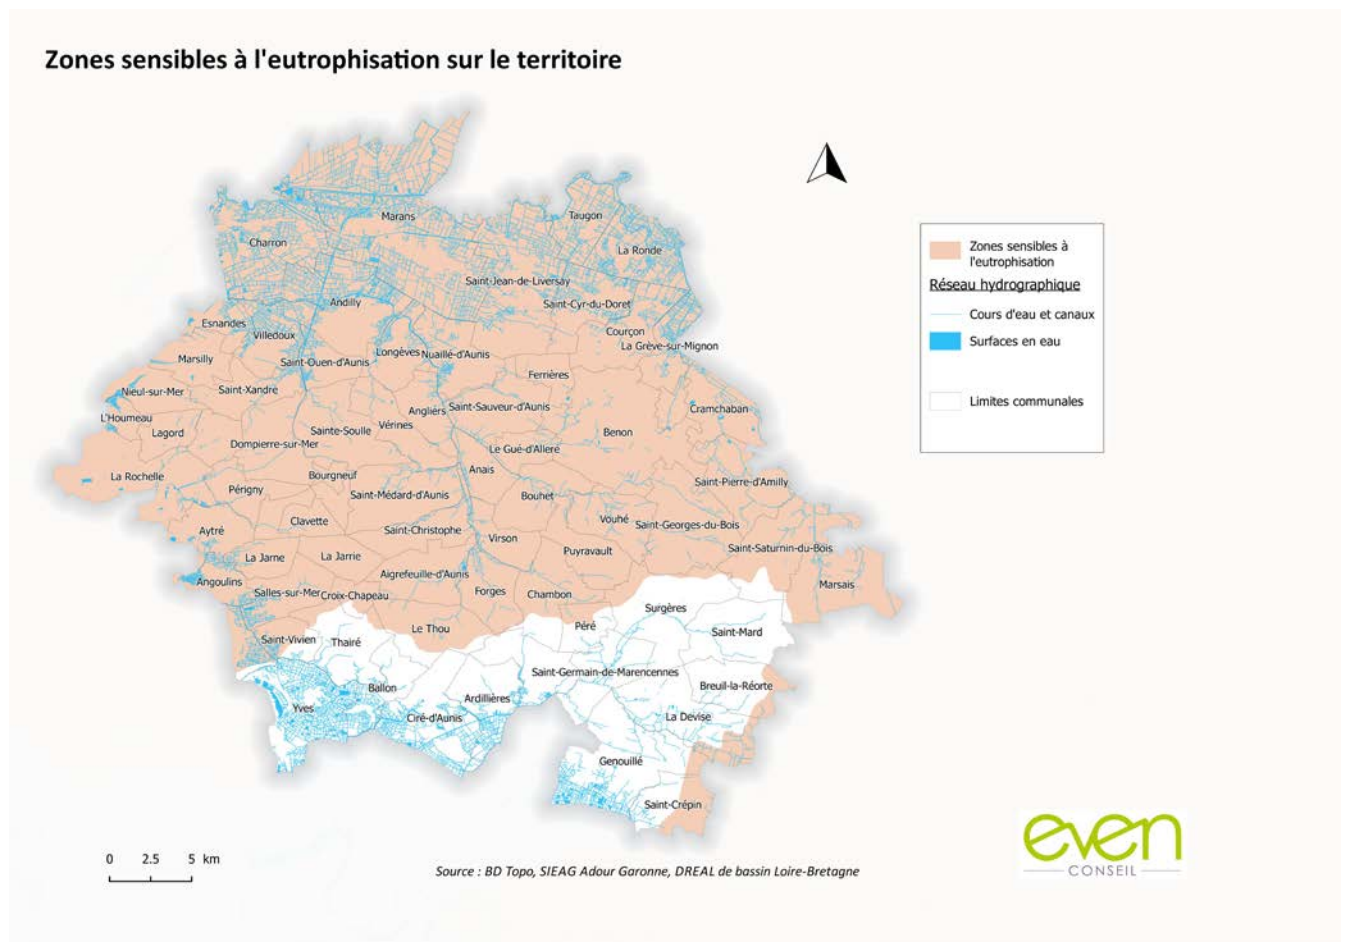 Zones sensibles à l'eutrophisation sur le territoire
Marans
Taugon
Charron
La Ronde
Saint-Jean-de-Liversay
Andilly
Saint-Cyr-du-Doret
Esnandes
Villedoux
Courçon
La Grève-sur-Mignon
Marsilly
Saint-Ouen-d'Aunis
Longèves
Nuaillé-d'Aunis
Ferrières
Nieul-sur-Mer
Saint-Xandre
L'Houmeau
Angliers
Saint-Sauveur-d'Aunis
Cramchaban
Lagord
Sainte-Soulle
Vérines
Benon
Dompierre-sur-Mer
Le Gué-d'Alleré
La Rochelle
Bourgneuf
Anais
Saint-Pierre-d'Amilly
Périgny
Saint-Médard-d'Aunis
Bouhet
Aytré
Clavette
Saint-Christophe
Vouhé
Saint-Georges-du-Bois
Virson
La Jarne
La Jarrie
Puyravault
Saint-Saturnin-du-Bois
Angoulins
Aigrefeuille-d'Aunis
Marsais
Salles-sur-Mer
Croix-Chapeau
Forges
Chambon
Surgères
Saint-Vivien
Thairé
Le Thou
Péré
Saint-Mard
Saint-Germain-de-Marencennes
Ballon
Ardillières
Breuil-la-Réorte
Yves
Ciré-d'Aunis
La Devise
Genouillé
Saint-Crépin
Zones sensibles à
l'eutrophisation
Réseau hydrographique
Cours d'eau et canaux
Surfaces en eau
Limites communales
0 2.5 5 km
Source : BD Topo, SIEAG Adour Garonne, DREAL de bassin Loire-Bretagne
even
CONSEIL